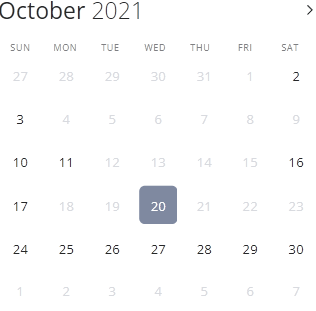 October 2021
SUN MON TUE WED THU FRI SAT
27 28 29 30 31 1 2
3 4 5 6 7 8 9
10 11 12 13 14 15 16
17 18 19 20 21 22 23
24 25 26 27 28 29 30
1 2 3 4 5 6 7